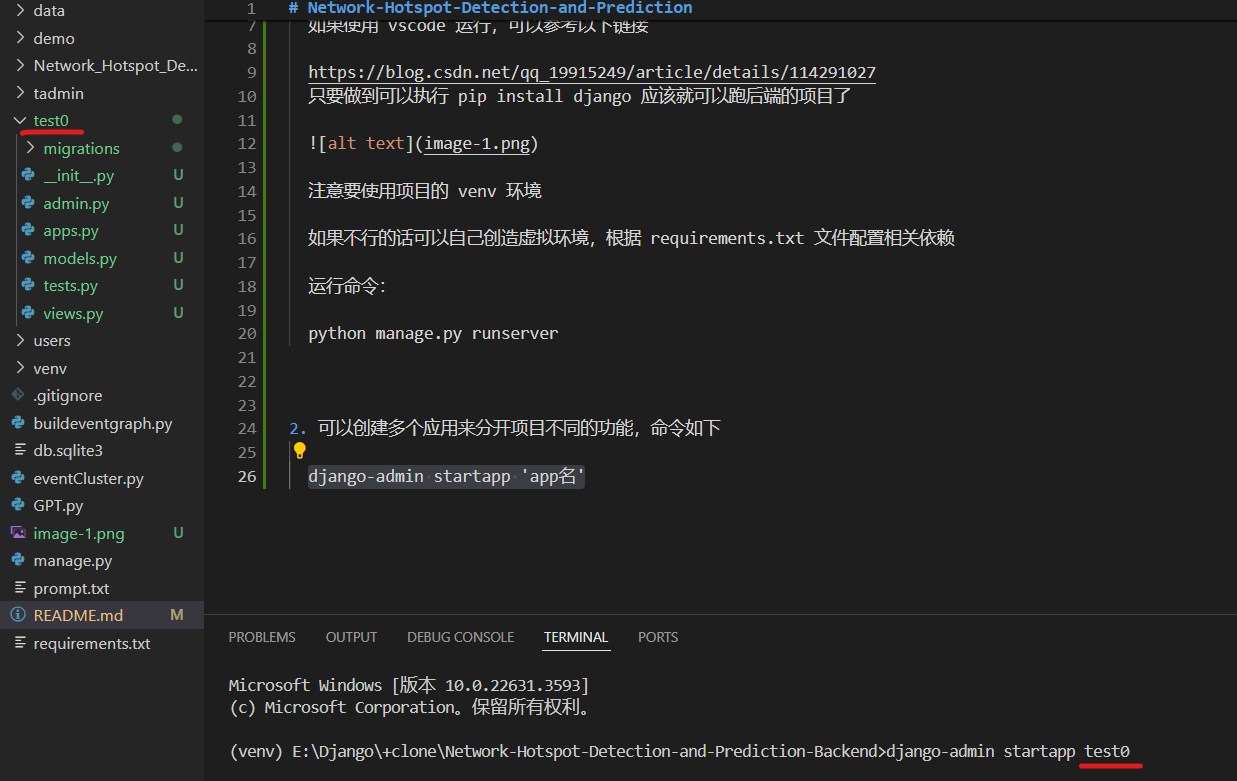 data
demo
Network_Hotspot_De...
tadmin
test0
migrations
__init__.py U
admin.py U
apps.py U
models.py U
tests.py U
views.py U
users
venv
.gitignore
buildeventgraph.py
db.sqlite3
eventCluster.py
GPT.py
image-1.png U
manage.py
prompt.txt
README.md M
requirements.txt
1 # Network-Hotspot-Detection-and-Prediction
7 如果使用 vscode 运行，可以参考以下链接
8
9 https://blog.csdn.net/qq_19915249/article/details/114291027
10 只要做到可以执行 pip install django 应该就可以跑后端的项目了
11
12 ![alt text](image-1.png)
13
14 注意要使用项目的 venv 环境
15
16 如果不行的话可以自己创造虚拟环境，根据 requirements.txt 文件配置相关依赖
17
18 运行命令：
19
20 python manage.py runserver
21
22
23
24 2. 可以创建多个应用来分开项目不同的功能，命令如下
25
26 django-admin startapp 'app名'
PROBLEMS OUTPUT DEBUG CONSOLE TERMINAL PORTS
Microsoft Windows [版本 10.0.22631.3593]
(c) Microsoft Corporation。保留所有权利。
(venv) E:\Django\+clone\Network-Hotspot-Detection-and-Prediction-Backend>django-admin startapp test0